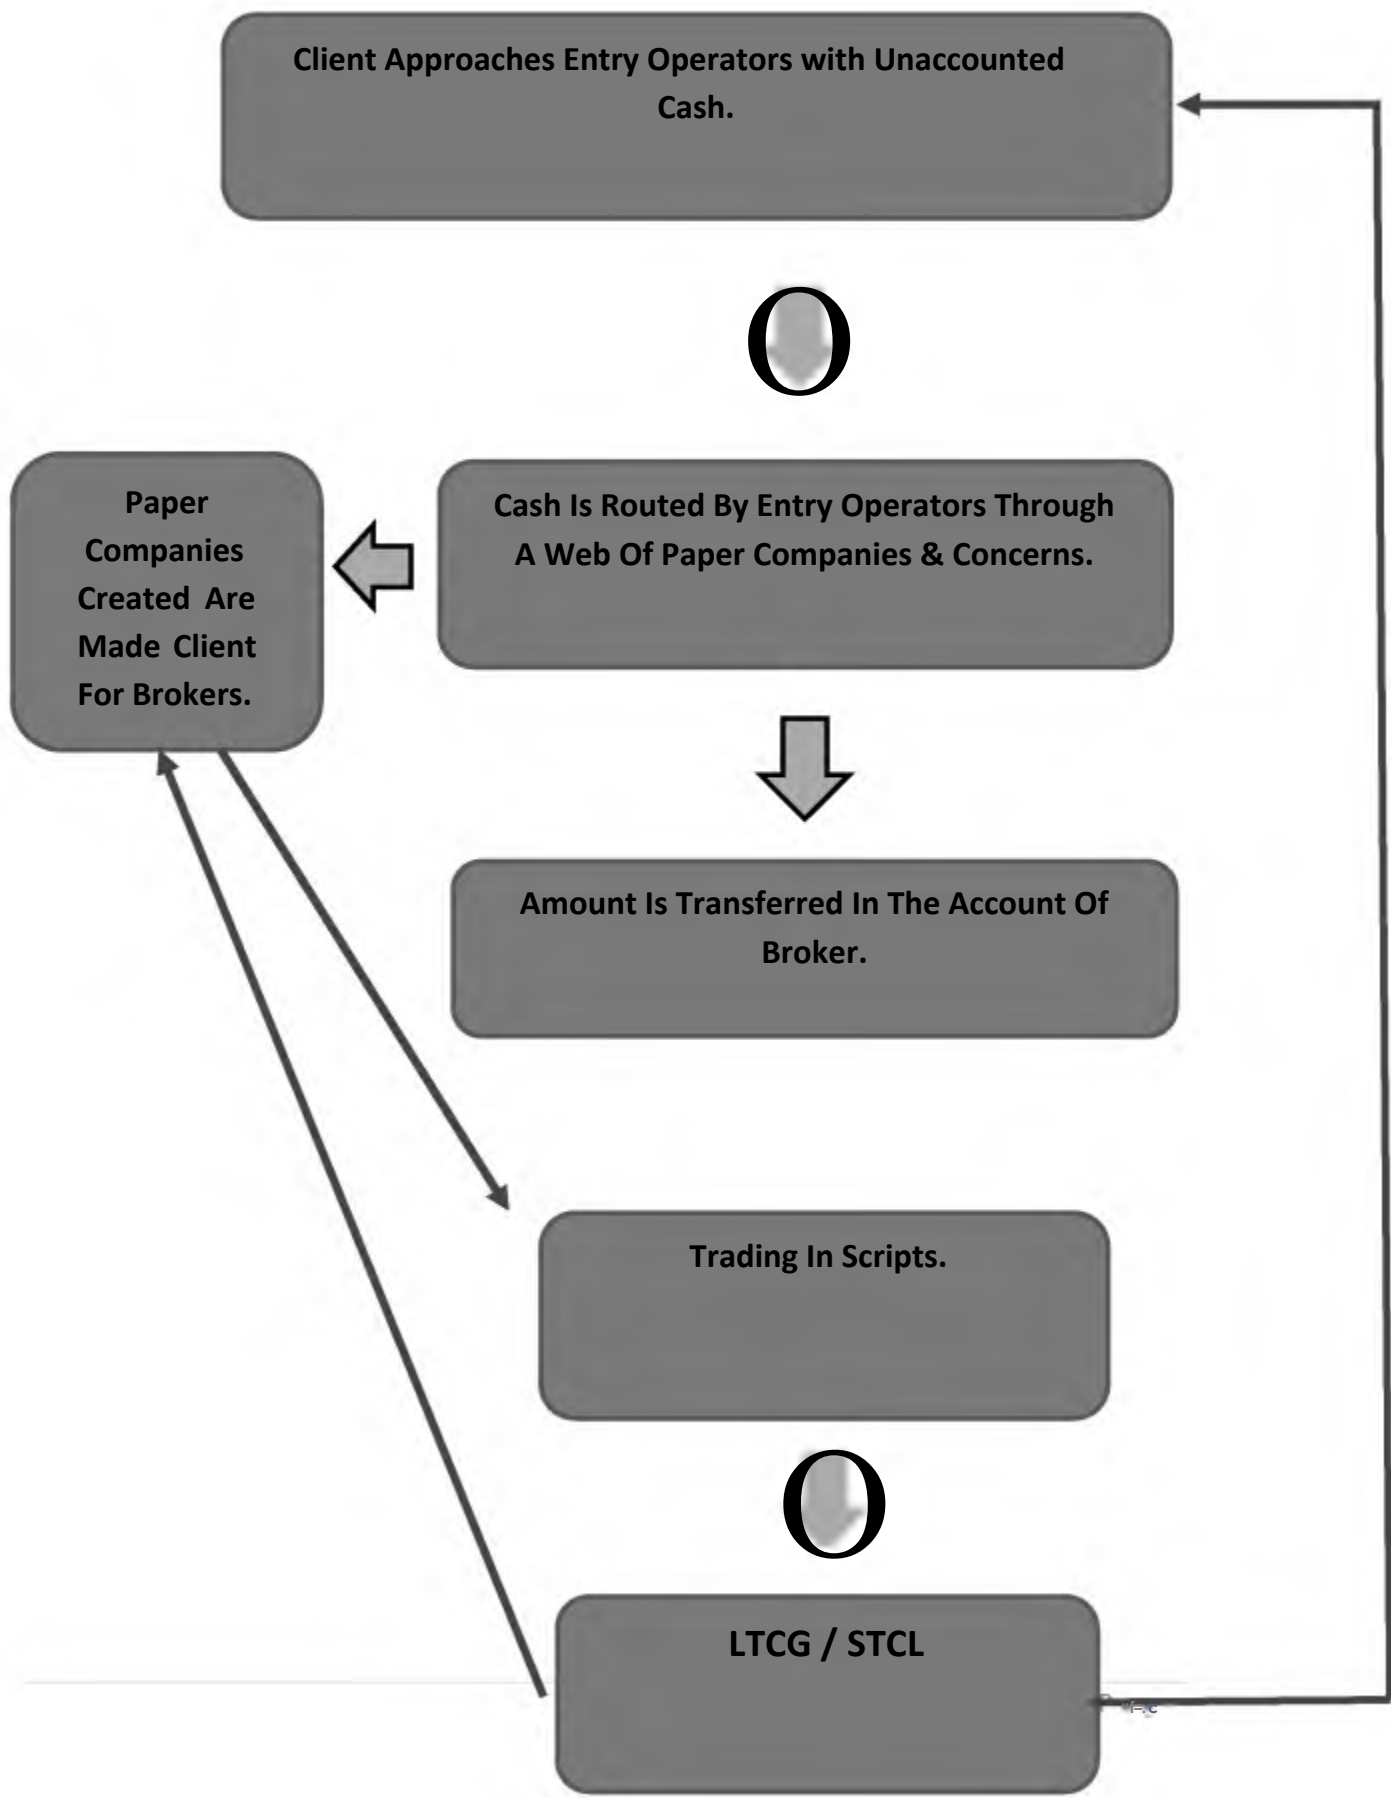 Client Approaches Entry Operators with Unaccounted
Cash.
O
Paper
Companies
Created Are
Made Client
For Brokers.
Cash Is Routed By Entry Operators Through
A Web Of Paper Companies & Concerns.
Amount Is Transferred In The Account Of
Broker.
Trading In Scripts.
O
LTCG / STCL